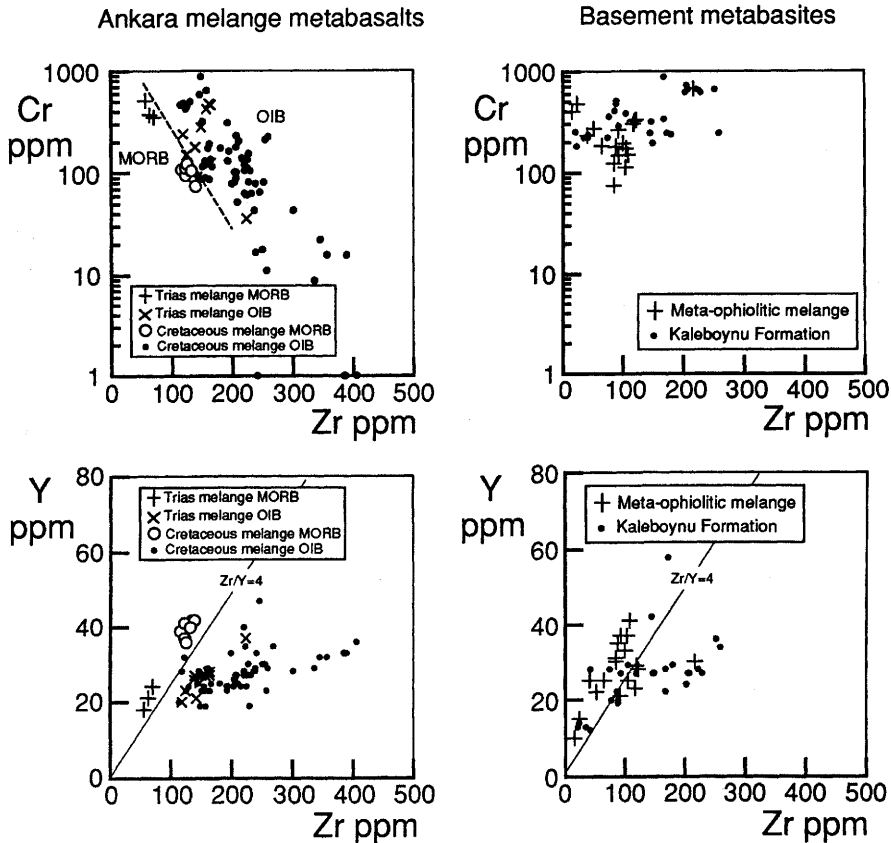 Ankara melange metabasalts
Basement metabasites
Cr
ppm
1000
100
10
1
MORB
OIB
Trias melange MORB
Trias melange OIB
Cretaceous melange MORB
Cretaceous melange OIB
0 100 200 300 400 500
Zr ppm
Cr
ppm
1000
100
10
1
Meta-ophiolitic melange
Kaleboynu Formation
0 100 200 300 400 500
Zr ppm
Y
ppm
80
60
40
20
0
Trias melange MORB
Trias melange OIB
Cretaceous melange MORB
Cretaceous melange OIB
Zr/Y=4
0 100 200 300 400 500
Zr ppm
Y
ppm
80
60
40
20
0
Meta-ophiolitic melange
Kaleboynu Formation
Zr/Y=4
0 100 200 300 400 500
Zr ppm